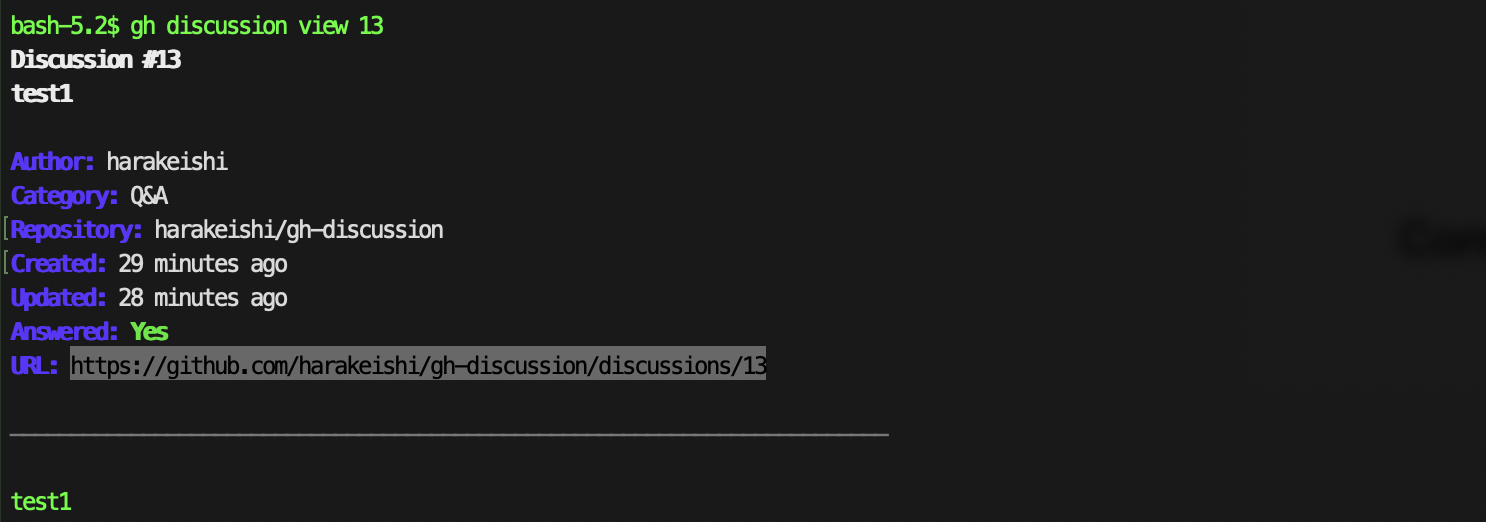 bash-5.2$ gh discussion view 13
Discussion #13
test1
Author: harakeishi
Category: Q&A
Repository: harakeishi/gh-discussion
Created: 29 minutes ago
Updated: 28 minutes ago
Answered: Yes
URL: https://github.com/harakeishi/gh-discussion/discussions/13
test1